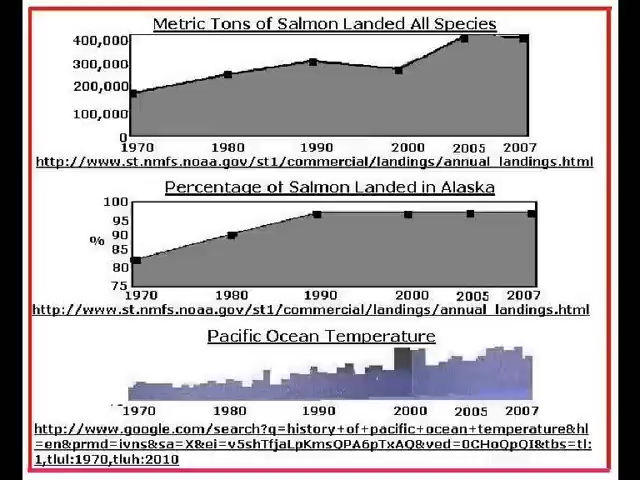 Metric Tons of Salmon Landed All Species
400,000
300,000
200,000
100,000
0
1970 1980 1990 2000 2005 2007
http://www.st.nmfs.noaa.gov/st1/commercial/landings/annual_landings.html
Percentage of Salmon Landed in Alaska
100
95
% 90
85
80
75
1970 1980 1990 2000 2005 2007
http://www.st.nmfs.noaa.gov/st1/commercial/landings/annual_landings.html
Pacific Ocean Temperature
1970 1980 1990 2000 2005 2007
http://www.google.com/search?q=history+of+pacific+ocean+temperature&hl
=en&prmd=ivns&sa=X&ei=v5shTfjaLpKmsQPA6pTxAQ&ved=0CHoQpQI&tbs=tl:
1,tlul:1970,tluh:2010